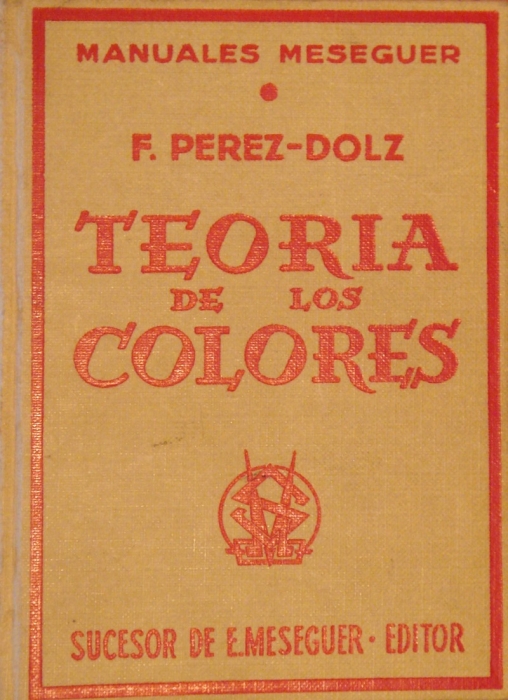 MANUALES MESEGUER
F. PEREZ-DOLZ
TEORIA
DE LOS
COLORES
SUCESOR DE E.MESEGUER · EDITOR